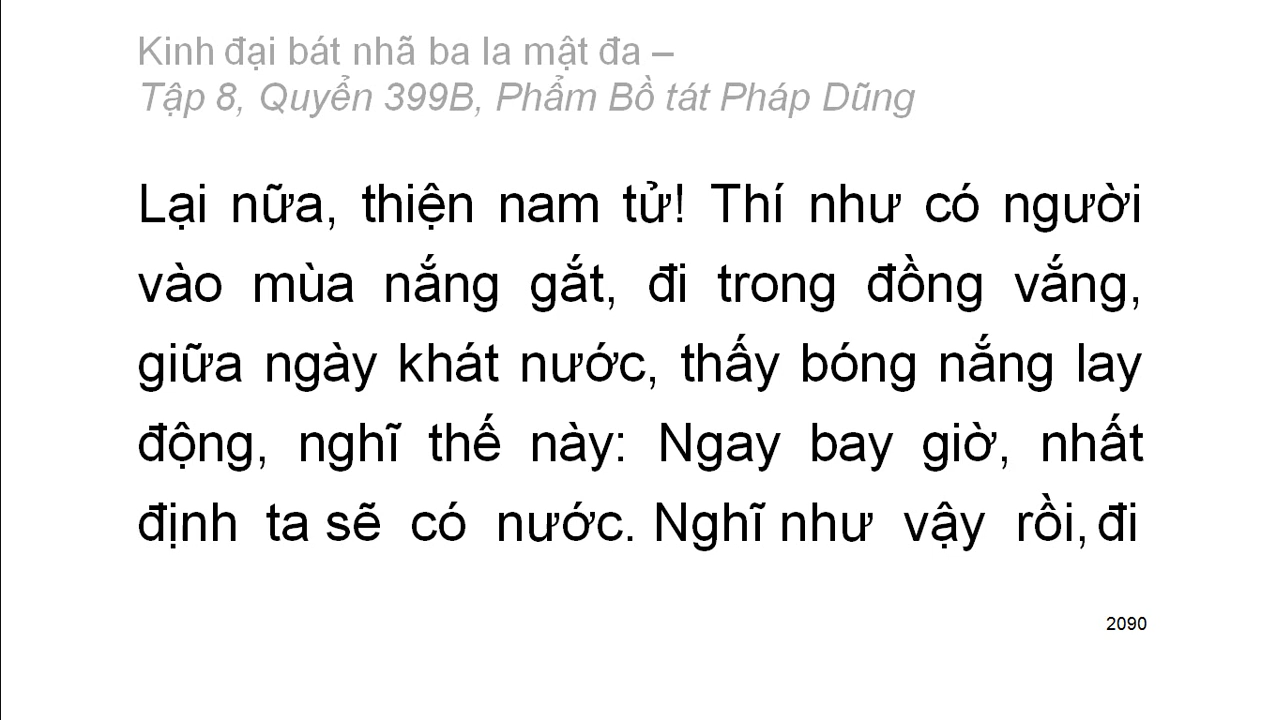 Kinh đại bát nhã ba la mật đa –
Tập 8, Quyển 399B, Phẩm Bồ tát Pháp Dũng
Lại nữa, thiện nam tử! Thí như có người
vào mùa nắng gắt, đi trong đồng vắng,
giữa ngày khát nước, thấy bóng nắng lay
động, nghĩ thế này: Ngay bay giờ, nhất
định ta sẽ có nước. Nghĩ như vậy rồi, đi
2090